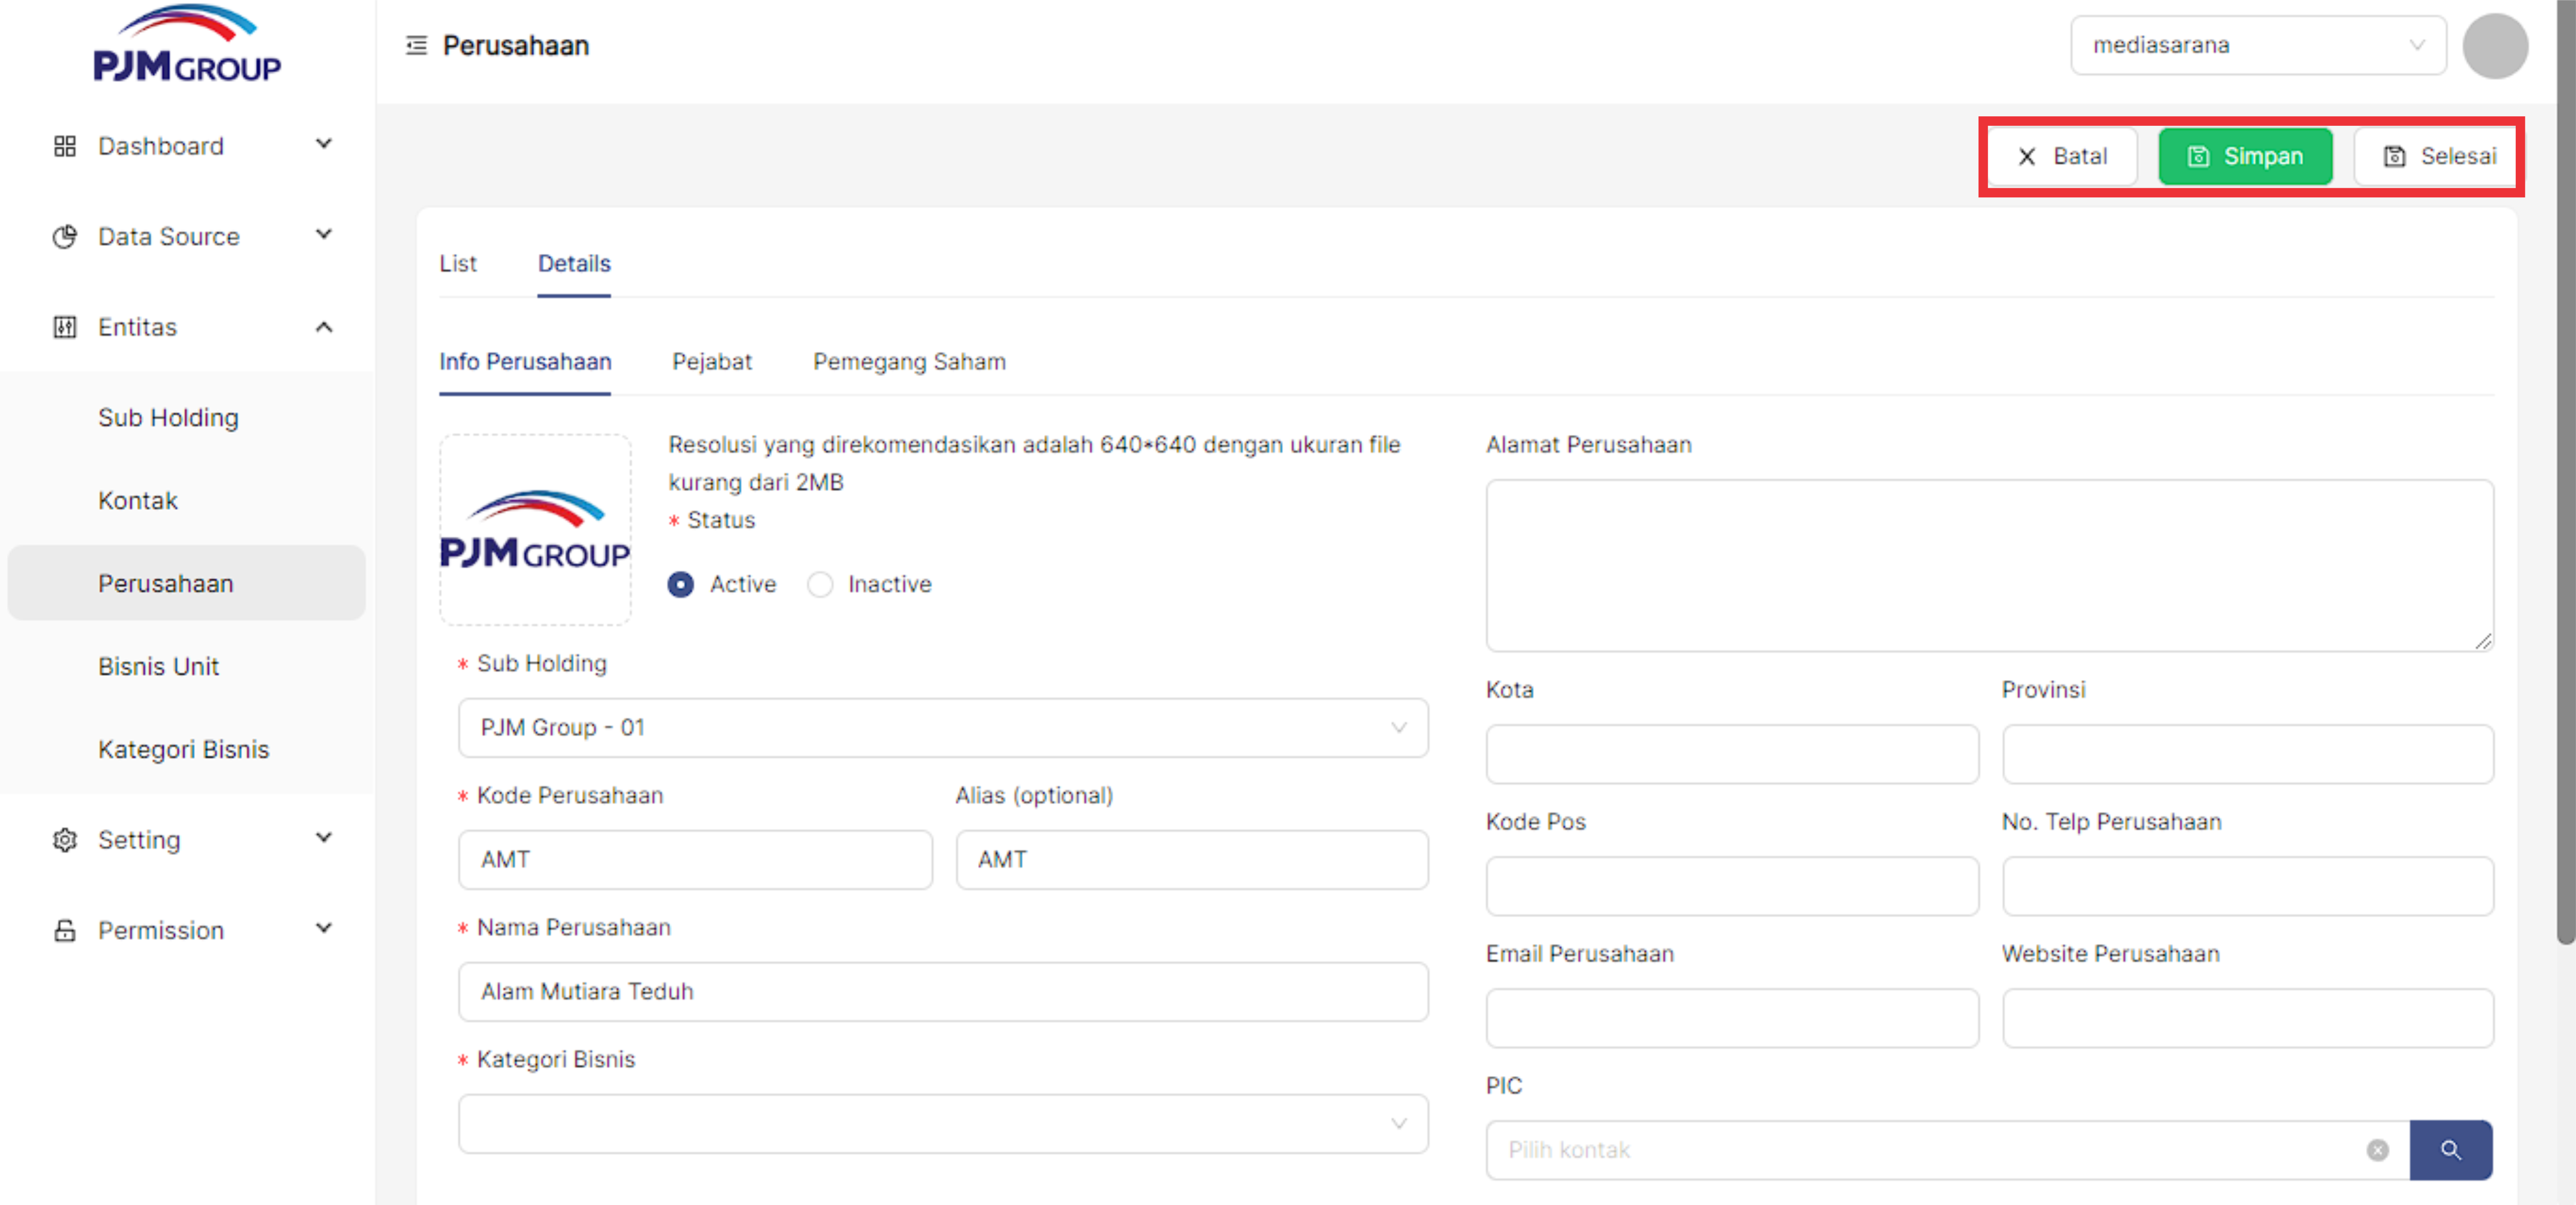 PJM GROUP
Perusahaan
mediasarana
Dashboard
Data Source
Entitas
Sub Holding
Kontak
Perusahaan
Bisnis Unit
Kategori Bisnis
Setting
Permission
Batal
Simpan
Selesai
List
Details
Info Perusahaan
Pejabat
Pemegang Saham
PJM GROUP
Resolusi yang direkomendasikan adalah 640*640 dengan ukuran file
kurang dari 2MB
* Status
Active
Inactive
* Sub Holding
PJM Group - 01
* Kode Perusahaan
Alias (optional)
AMT
AMT
* Nama Perusahaan
Alam Mutiara Teduh
* Kategori Bisnis
Alamat Perusahaan
Kota
Provinsi
Kode Pos
No. Telp Perusahaan
Email Perusahaan
Website Perusahaan
PIC
Pilih kontak